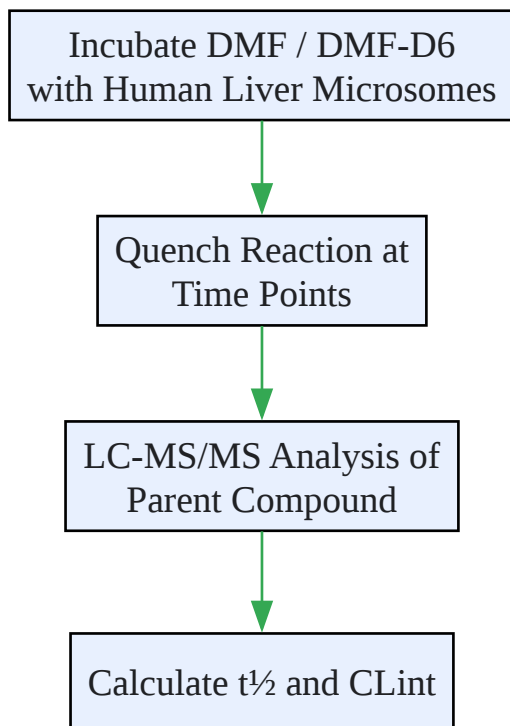 Incubate DMF / DMF-D6
with Human Liver Microsomes
Quench Reaction at
Time Points
LC-MS/MS Analysis of
Parent Compound
Calculate t½ and CLint